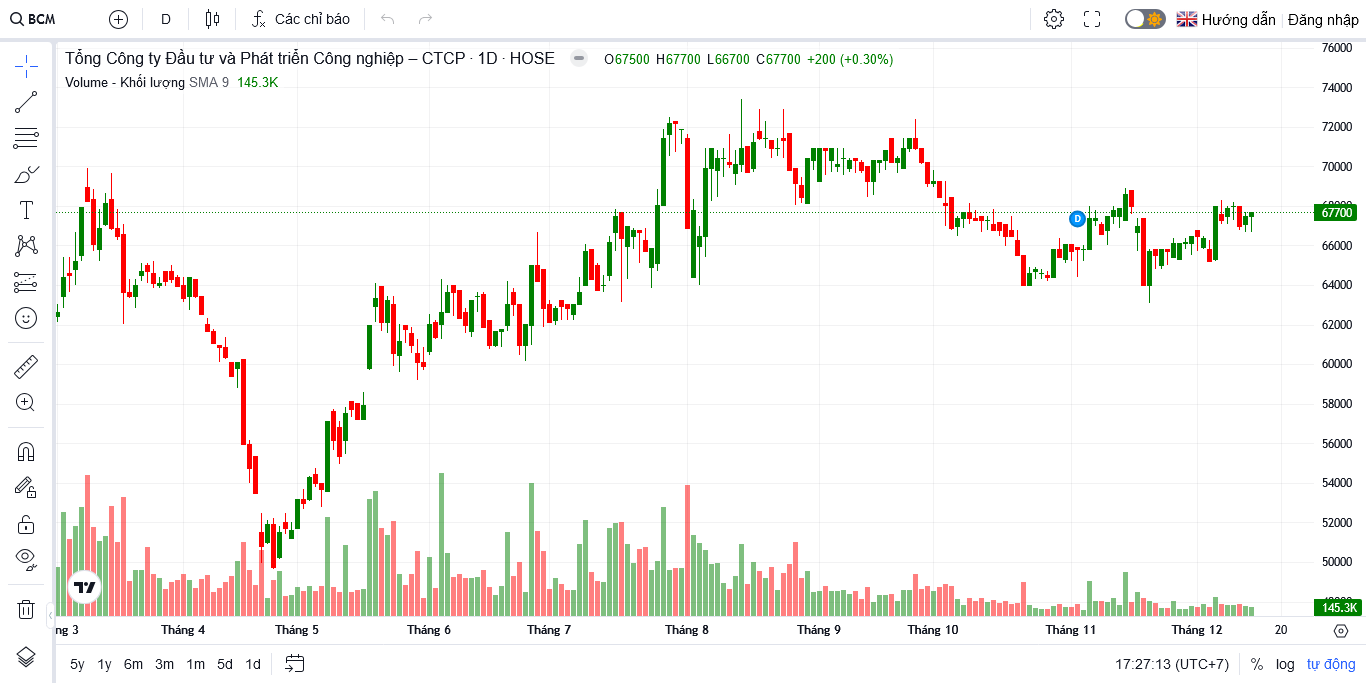 BCM D Các chỉ báo Hướng dẫn Đăng nhập
Tổng Công ty Đầu tư và Phát triển Công nghiệp – CTCP · 1D · HOSE O67500 H67700 L66700 C67700 +200 (+0.30%)
Volume - Khối lượng SMA 9 145.3K
76000
74000
72000
70000
68000
67700
66000
64000
62000
60000
58000
56000
54000
52000
50000
D
145.3K
ng 3 Tháng 4 Tháng 5 Tháng 6 Tháng 7 Tháng 8 Tháng 9 Tháng 10 Tháng 11 Tháng 12 20
5y 1y 6m 3m 1m 5d 1d 17:27:13 (UTC+7) % log tự động